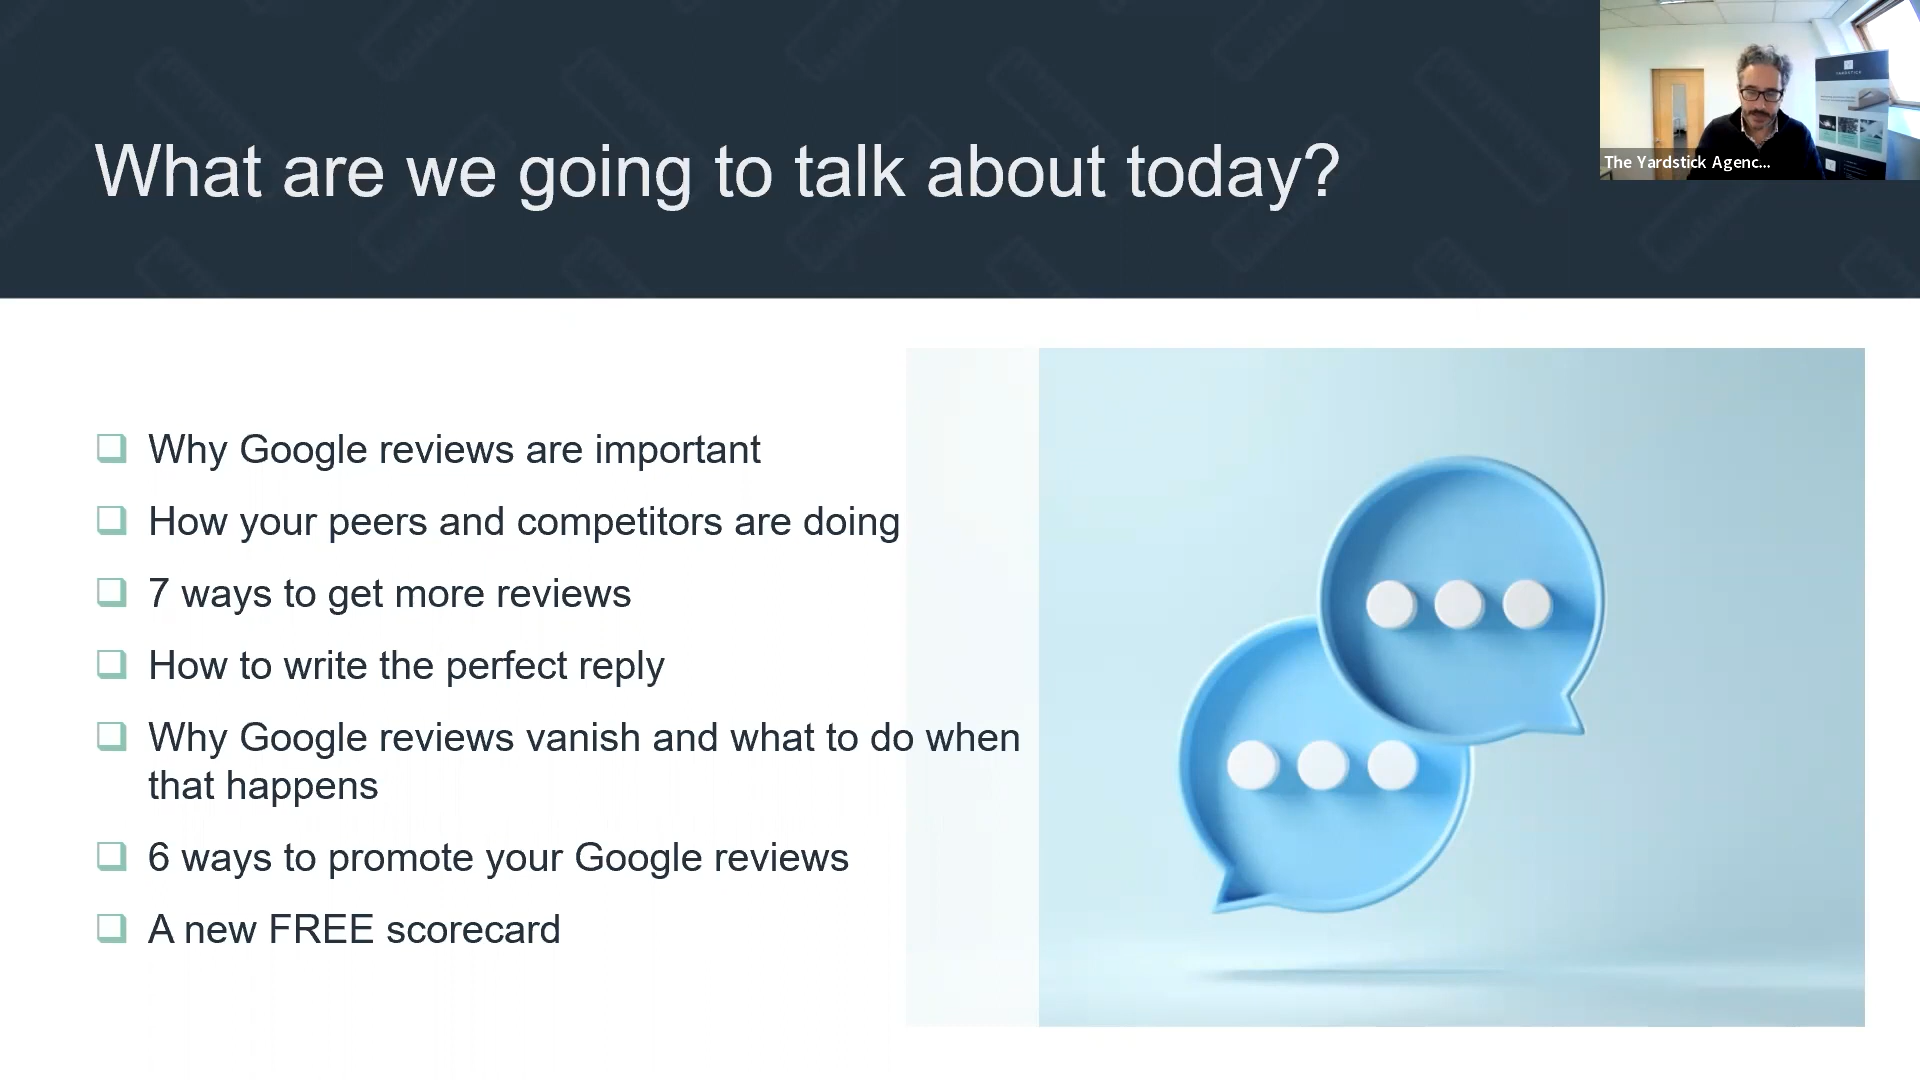 What are we going to talk about today?
The Yardstick Agenc...
YARDSTICK
Why Google reviews are important
How your peers and competitors are doing
7 ways to get more reviews
How to write the perfect reply
Why Google reviews vanish and what to do when
that happens
6 ways to promote your Google reviews
A new FREE scorecard